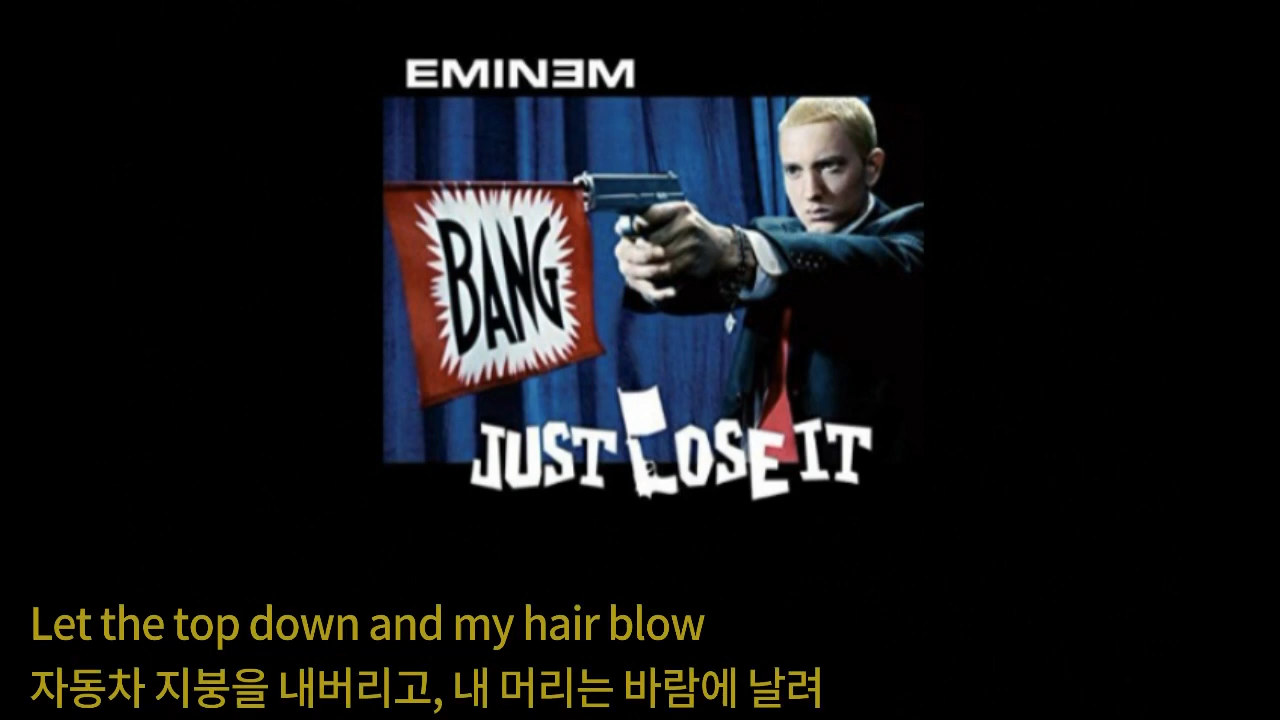 EMINƎM
BANG
JUST LOSE IT
Let the top down and my hair blow
자동차 지붕을 내버리고, 내 머리는 바람에 날려